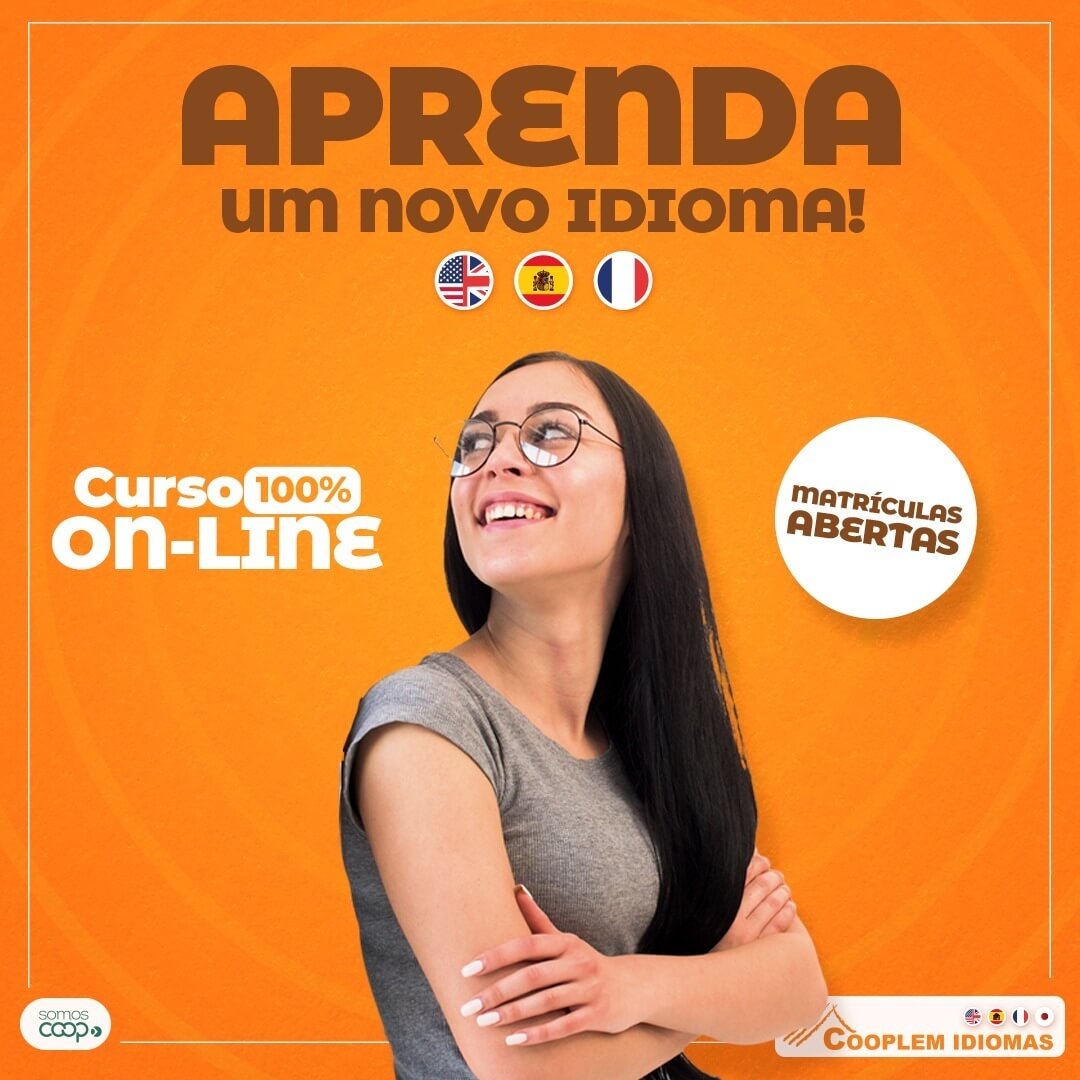 APRENDA
UM NOVO IDIOMA!
Curso 100%
ON-LINE
MATRÍCULAS
ABERTAS
somos
coop
COOPLEM IDIOMAS